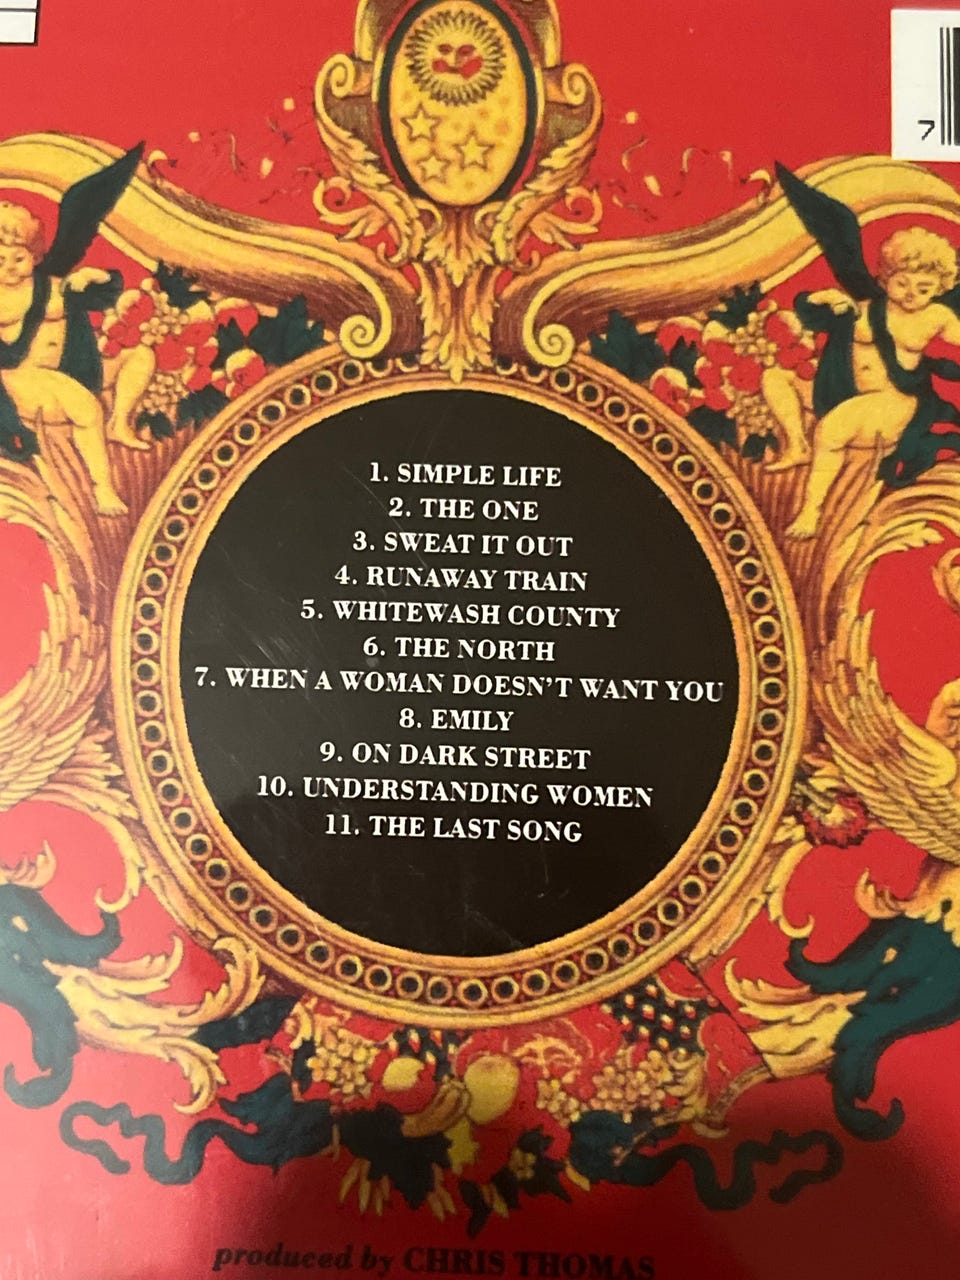 7
1. SIMPLE LIFE
2. THE ONE
3. SWEAT IT OUT
4. RUNAWAY TRAIN
5. WHITEWASH COUNTY
6. THE NORTH
7. WHEN A WOMAN DOESN'T WANT YOU
8. EMILY
9. ON DARK STREET
10. UNDERSTANDING WOMEN
11. THE LAST SONG
produced by CHRIS THOMAS